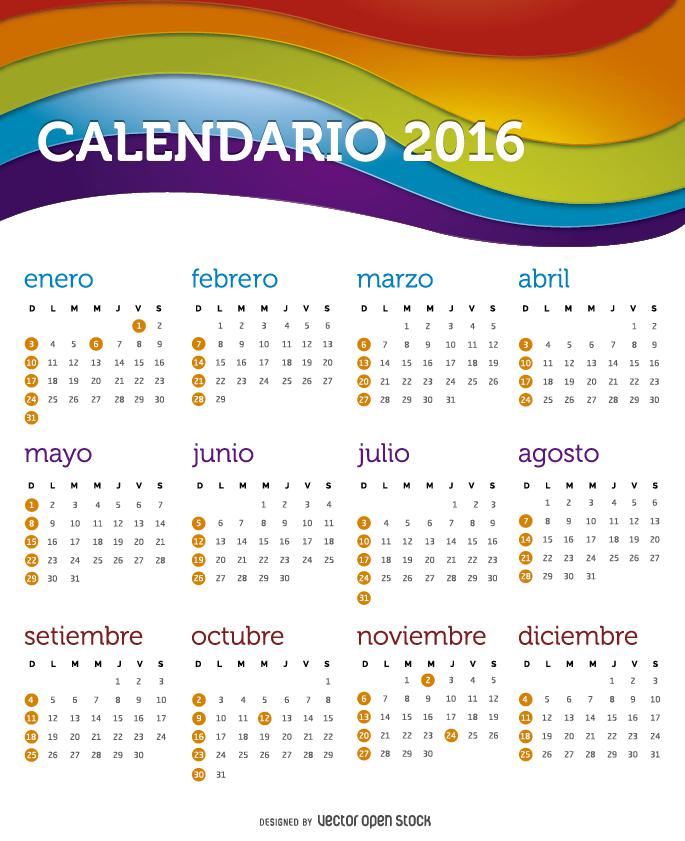 CALENDARIO 2016
enero febrero marzo abril
D L M M J V S D L M M J V S D L M M J V S D L M M J V S
1 2 1 2 3 4 5 6 1 2 3 4 5 1 2
3 4 5 6 7 8 9 7 8 9 10 11 12 13 6 7 8 9 10 11 12 3 4 5 6 7 8 9
10 11 12 13 14 15 16 14 15 16 17 18 19 20 13 14 15 16 17 18 19 10 11 12 13 14 15 16
17 18 19 20 21 22 23 21 22 23 24 25 26 27 20 21 22 23 24 25 26 17 18 19 20 21 22 23
24 25 26 27 28 29 30 28 29 27 28 29 30 31 24 25 26 27 28 29 30
31
mayo junio julio agosto
D L M M J V S D L M M J V S D L M M J V S D L M M J V S
1 2 3 4 5 6 7 1 2 3 4 1 2 3 1 2 3 4 5 6
8 9 10 11 12 13 14 5 6 7 8 9 10 11 3 4 5 6 7 8 9 7 8 9 10 11 12 13
15 16 17 18 19 20 21 12 13 14 15 16 17 18 10 11 12 13 14 15 16 14 15 16 17 18 19 20
22 23 24 25 26 27 28 19 20 21 22 23 24 25 17 18 19 20 21 22 23 21 22 23 24 25 26 27
29 30 31 26 27 28 29 30 24 25 26 27 28 29 30 28 29 30 31
31
setiembre octubre noviembre diciembre
D L M M J V S D L M M J V S D L M M J V S D L M M J V S
1 2 3 1 1 2 3 4 5 1 2 3
4 5 6 7 8 9 10 2 3 4 5 6 7 8 6 7 8 9 10 11 12 4 5 6 7 8 9 10
11 12 13 14 15 16 17 9 10 11 12 13 14 15 13 14 15 16 17 18 19 11 12 13 14 15 16 17
18 19 20 21 22 23 24 16 17 18 19 20 21 22 20 21 22 23 24 25 26 18 19 20 21 22 23 24
25 26 27 28 29 30 23 24 25 26 27 28 29 27 28 29 30 25 26 27 28 29 30 31
30 31
DESIGNED BY vector open stock